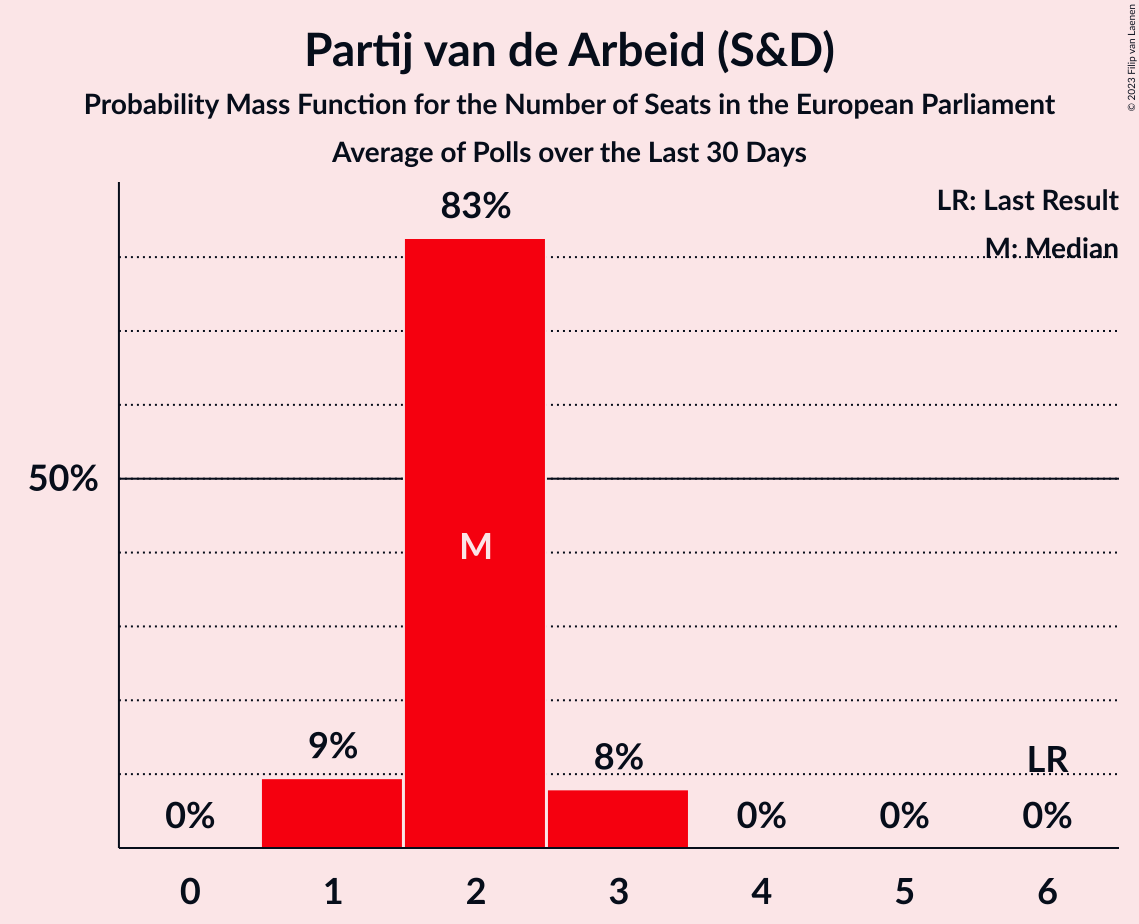 Partij van de Arbeid (S&D)
Probability Mass Function for the Number of Seats in the European Parliament
Average of Polls over the Last 30 Days
© 2023 Filip van Laenen
LR: Last Result
M: Median
83%
50%
M
9%
8%
LR
0%
0%
0%
0%
0 1 2 3 4 5 6